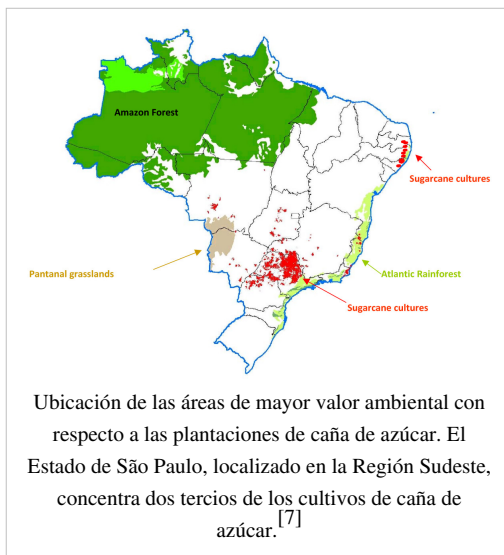 Amazon Forest
Sugarcane cultures
Pantanal grasslands
Atlantic Rainforest
Sugarcane cultures
Ubicación de las áreas de mayor valor ambiental con
respecto a las plantaciones de caña de azúcar. El
Estado de São Paulo, localizado en la Región Sudeste,
concentra dos tercios de los cultivos de caña de
azúcar.[7]